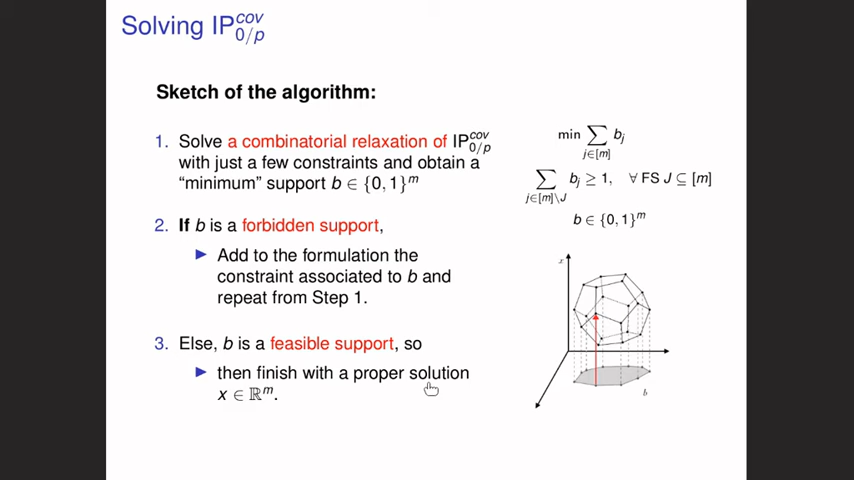 Solving IP^{cov}_{0/p}
Sketch of the algorithm:
1. Solve a combinatorial relaxation of IP^{cov}_{0/p}
with just a few constraints and obtain a
“minimum” support b ∈ {0, 1}^m
2. If b is a forbidden support,
▶ Add to the formulation the
constraint associated to b and
repeat from Step 1.
3. Else, b is a feasible support, so
▶ then finish with a proper solution
x ∈ ℝ^m.
min ∑_{j∈[m]} b_j
∑_{j∈[m]\J} b_j ≥ 1, ∀ FS J ⊆ [m]
b ∈ {0, 1}^m
x
b